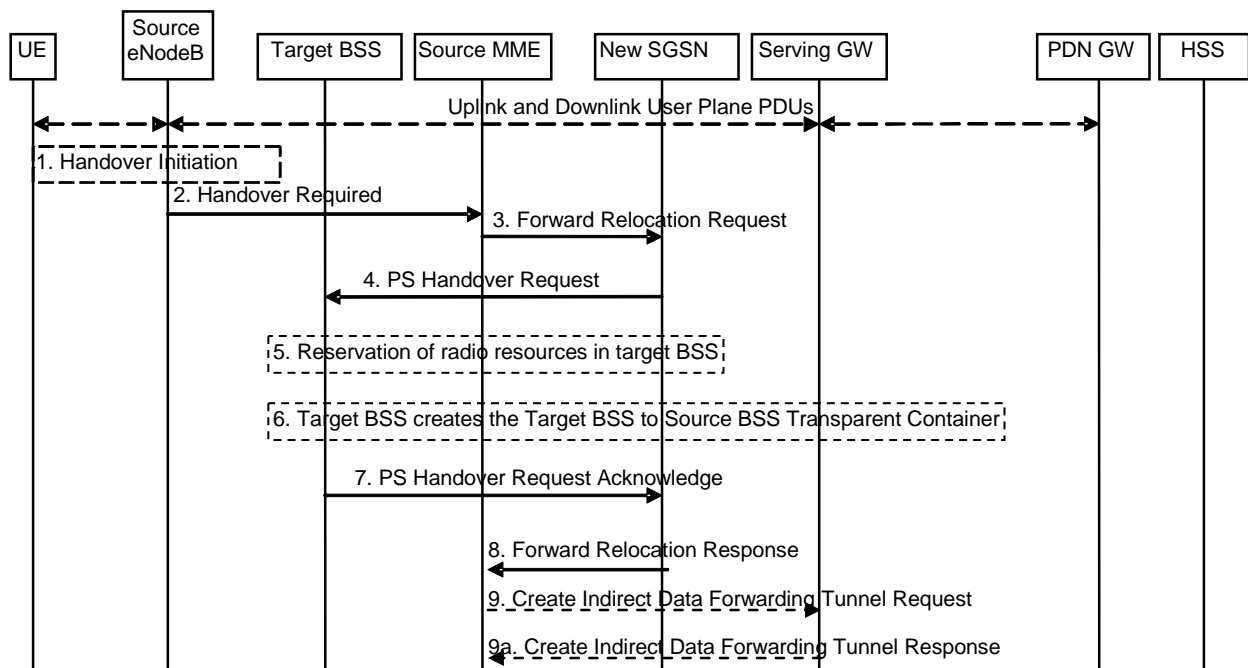 UE
Source
eNodeB
Target BSS
Source MME
New SGSN
Serving GW
PDN GW
HSS
Uplink and Downlink User Plane PDUs
1. Handover Initiation
2. Handover Required
3. Forward Relocation Request
4. PS Handover Request
5. Reservation of radio resources in target BSS
6. Target BSS creates the Target BSS to Source BSS Transparent Container
7. PS Handover Request Acknowledge
8. Forward Relocation Response
9. Create Indirect Data Forwarding Tunnel Request
9a. Create Indirect Data Forwarding Tunnel Response